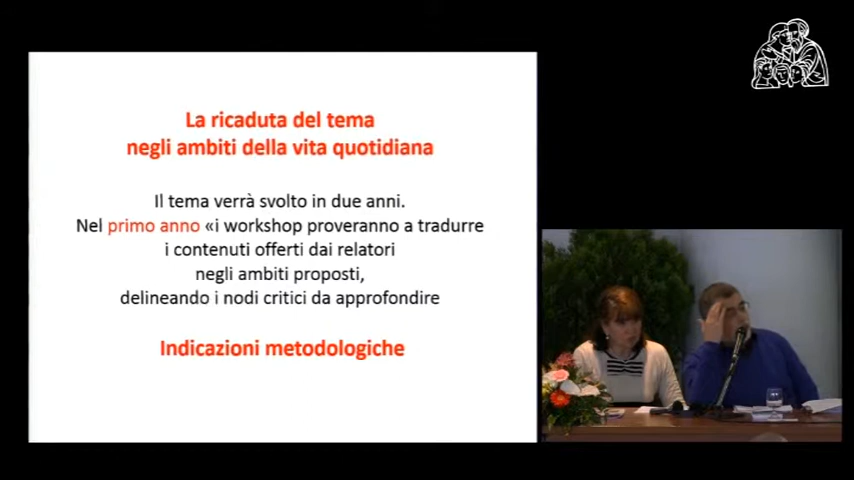 La ricaduta del tema
negli ambiti della vita quotidiana
Il tema verrà svolto in due anni.
Nel primo anno «i workshop proveranno a tradurre
i contenuti offerti dai relatori
negli ambiti proposti,
delineando i nodi critici da approfondire
Indicazioni metodologiche